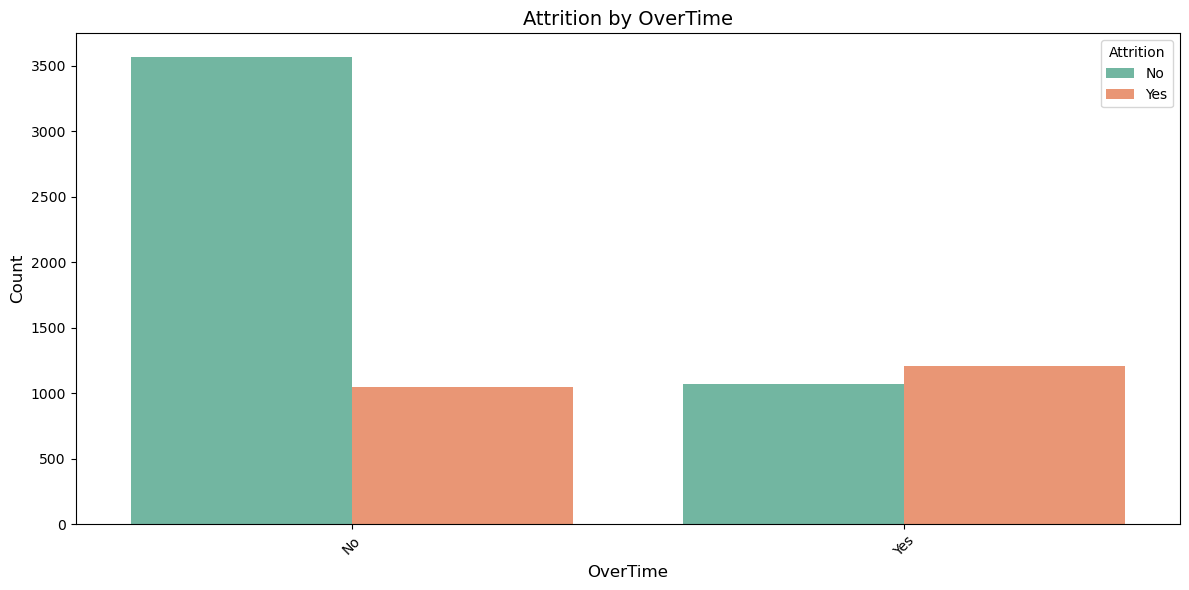 Attrition by OverTime
Attrition
No
Yes
3500
3000
2500
2000
1500
1000
500
0
Count
No
Yes
OverTime